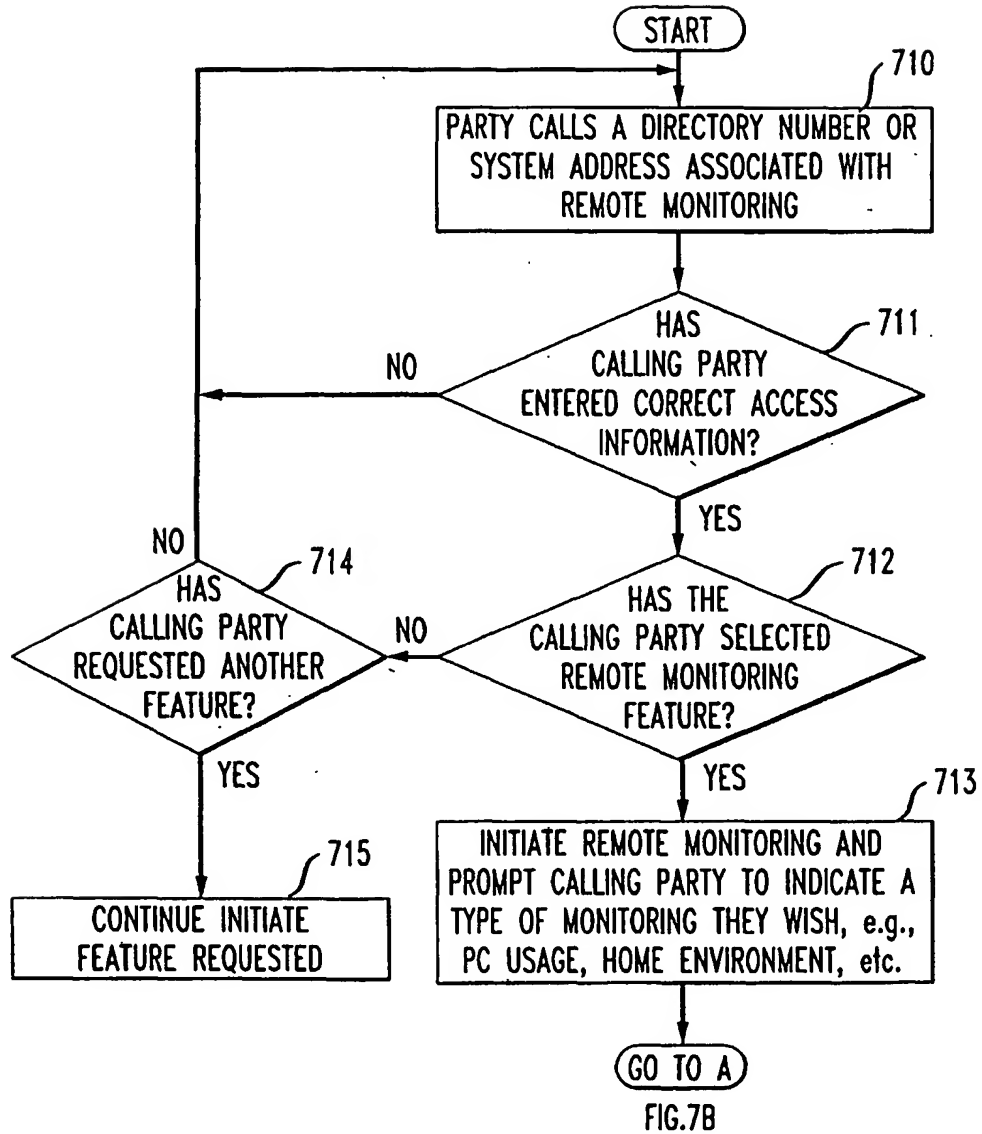 START
710
PARTY CALLS A DIRECTORY NUMBER OR
SYSTEM ADDRESS ASSOCIATED WITH
REMOTE MONITORING
711
HAS
CALLING PARTY
ENTERED CORRECT ACCESS
INFORMATION?
NO
YES
712
HAS THE
CALLING PARTY SELECTED
REMOTE MONITORING
FEATURE?
NO
YES
NO
714
HAS
CALLING PARTY
REQUESTED ANOTHER
FEATURE?
YES
715
CONTINUE INITIATE
FEATURE REQUESTED
713
INITIATE REMOTE MONITORING AND
PROMPT CALLING PARTY TO INDICATE A
TYPE OF MONITORING THEY WISH, e.g.,
PC USAGE, HOME ENVIRONMENT, etc.
GO TO A
FIG.7B